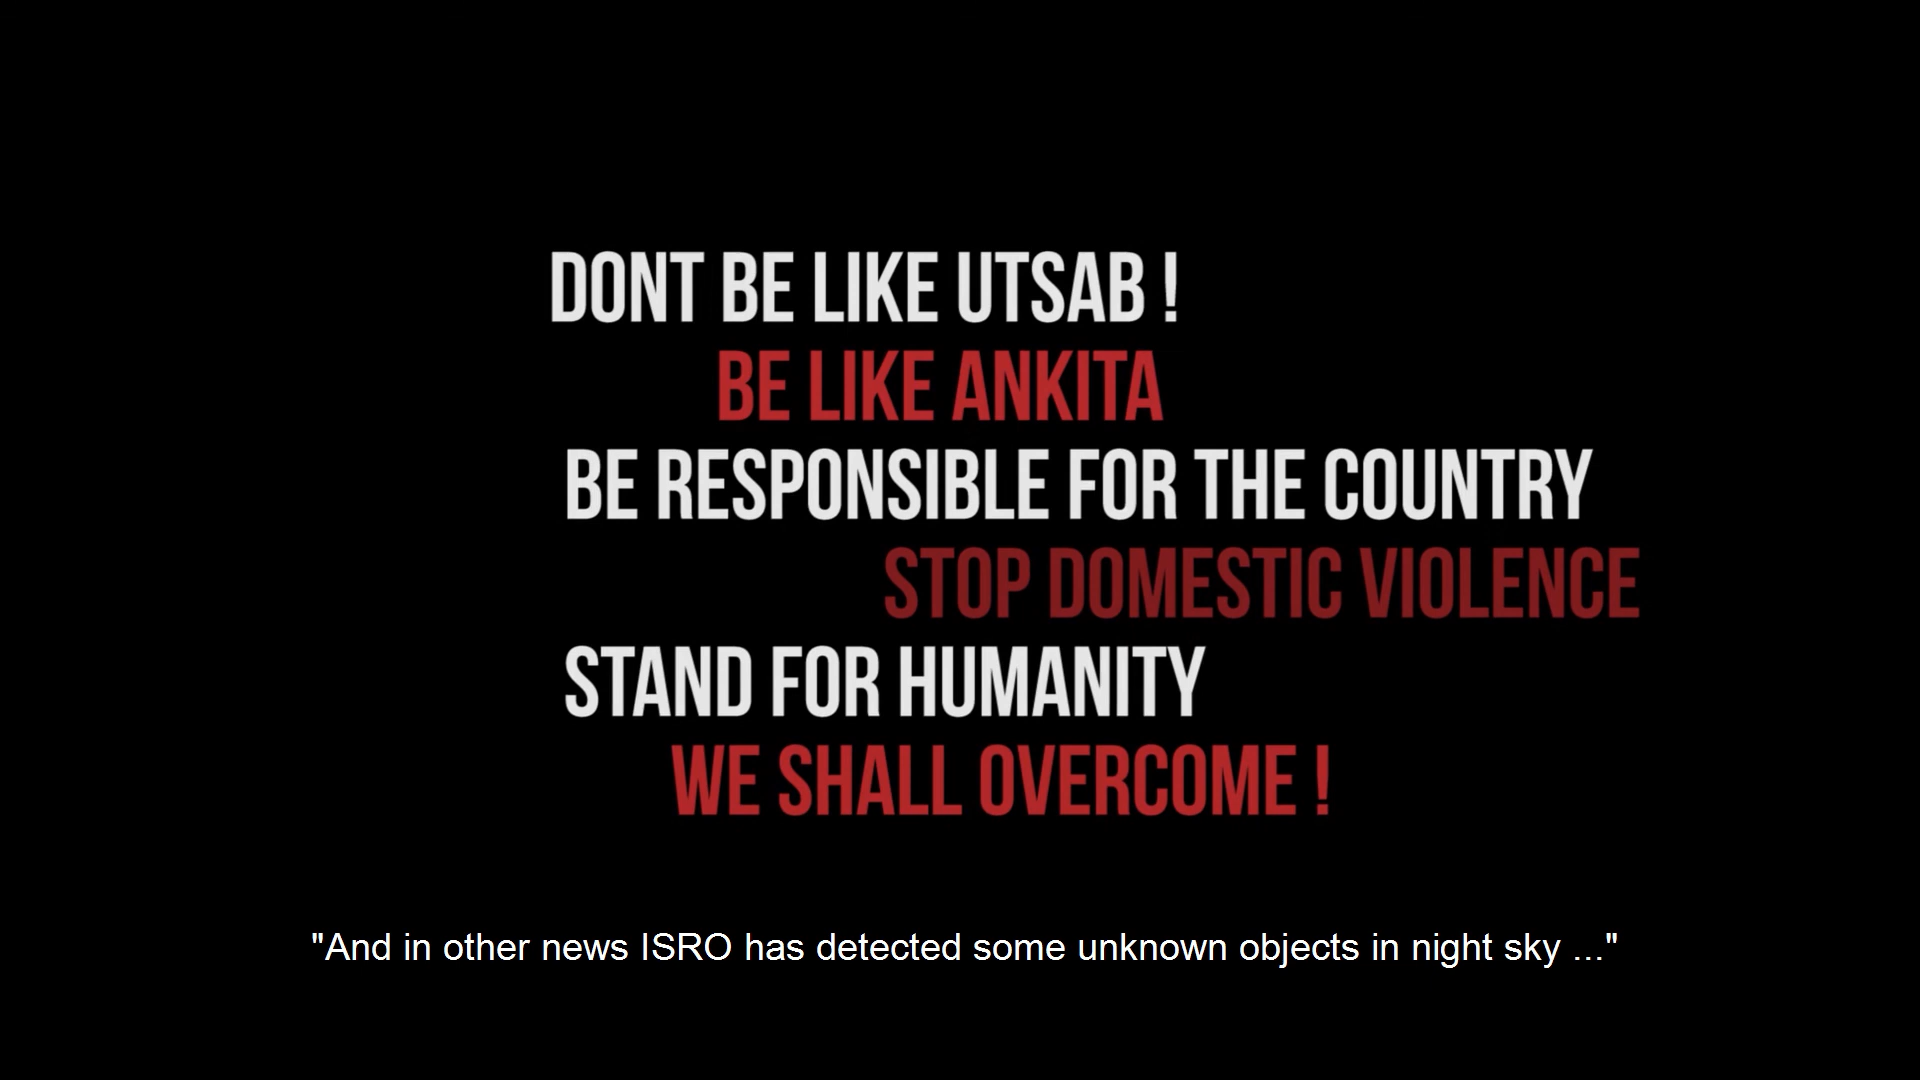 DONT BE LIKE UTSAB !
BE LIKE ANKITA
BE RESPONSIBLE FOR THE COUNTRY
STOP DOMESTIC VIOLENCE
STAND FOR HUMANITY
WE SHALL OVERCOME !
"And in other news ISRO has detected some unknown objects in night sky ..."